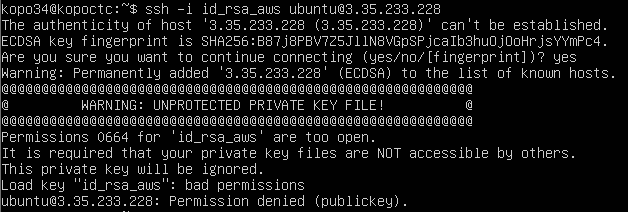 kopo34@kopoctc:~$ ssh -i id_rsa_aws ubuntu@3.35.233.228
The authenticity of host '3.35.233.228 (3.35.233.228)' can't be established.
ECDSA key fingerprint is SHA256:B87j8PBV7Z5Jl1N8VGpSPjcaIb3huOjOoHrjsYYmPc4.
Are you sure you want to continue connecting (yes/no/[fingerprint])? yes
Warning: Permanently added '3.35.233.228' (ECDSA) to the list of known hosts.
@@@@@@@@@@@@@@@@@@@@@@@@@@@@@@@@@@@@@@@@@@@@@@@@@@@@@@@@@@@
@         WARNING: UNPROTECTED PRIVATE KEY FILE!          @
@@@@@@@@@@@@@@@@@@@@@@@@@@@@@@@@@@@@@@@@@@@@@@@@@@@@@@@@@@@
Permissions 0664 for 'id_rsa_aws' are too open.
It is required that your private key files are NOT accessible by others.
This private key will be ignored.
Load key "id_rsa_aws": bad permissions
ubuntu@3.35.233.228: Permission denied (publickey).